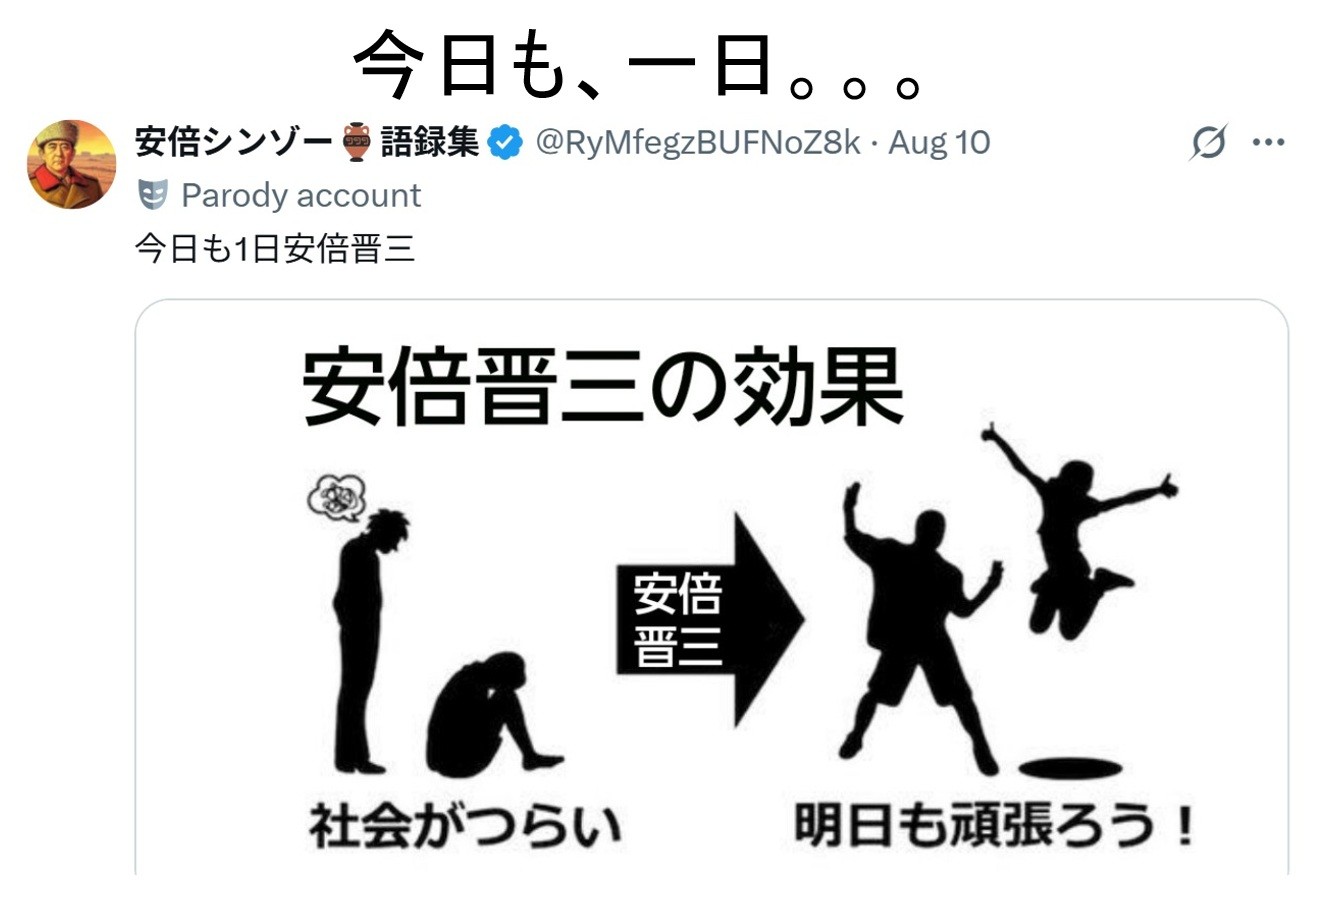 今日も、一日。。。
安倍シンゾー🏺語録集 @RyMfegzBUFNoZ8k · Aug 10
Parody account
今日も1日安倍晋三
安倍晋三の効果
安倍
晋三
社会がつらい
明日も頑張ろう！